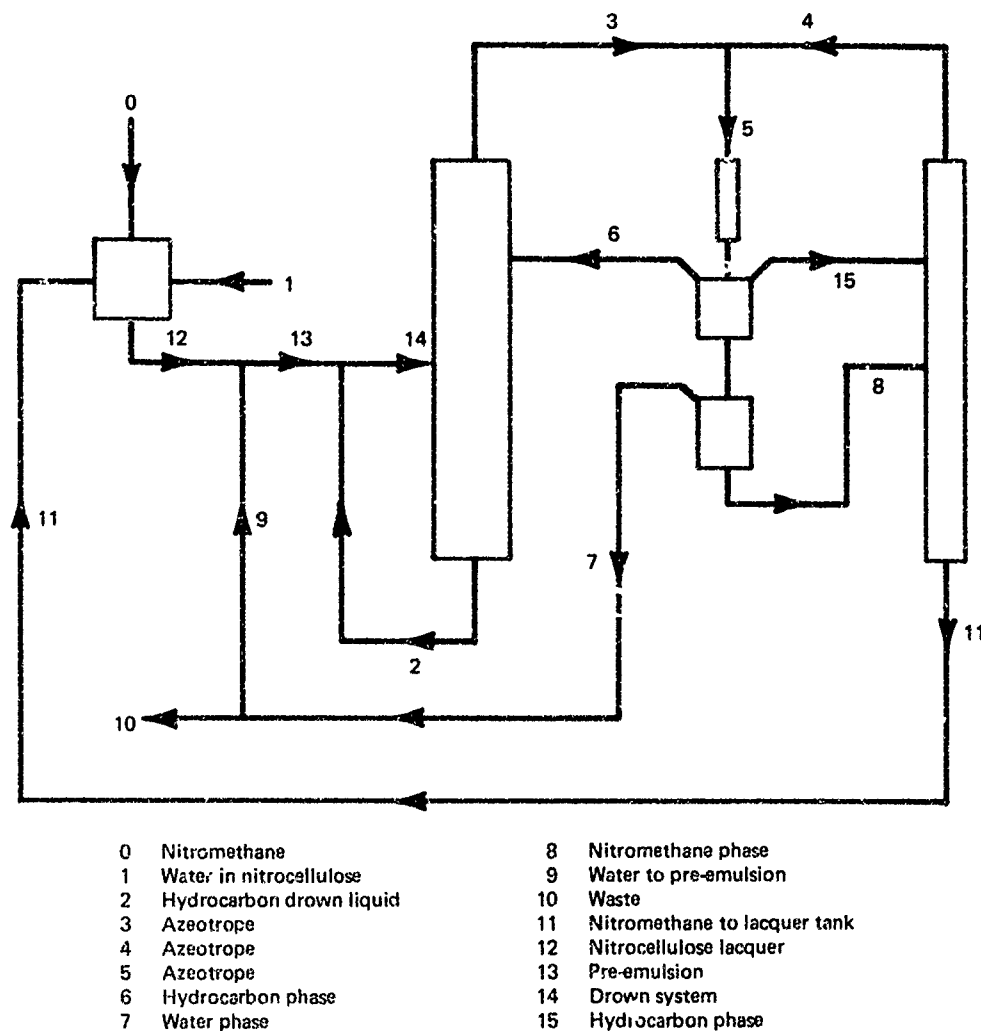 3
4
0
5
6
1
15
12
13
14
8
11
9
7
11
2
10
0 Nitromethane
1 Water in nitrocellulose
2 Hydrocarbon drown liquid
3 Azeotrope
4 Azeotrope
5 Azeotrope
6 Hydrocarbon phase
7 Water phase
8 Nitromethane phase
9 Water to pre-emulsion
10 Waste
11 Nitromethane to lacquer tank
12 Nitrocellulose lacquer
13 Pre-emulsion
14 Drown system
15 Hydrocarbon phase